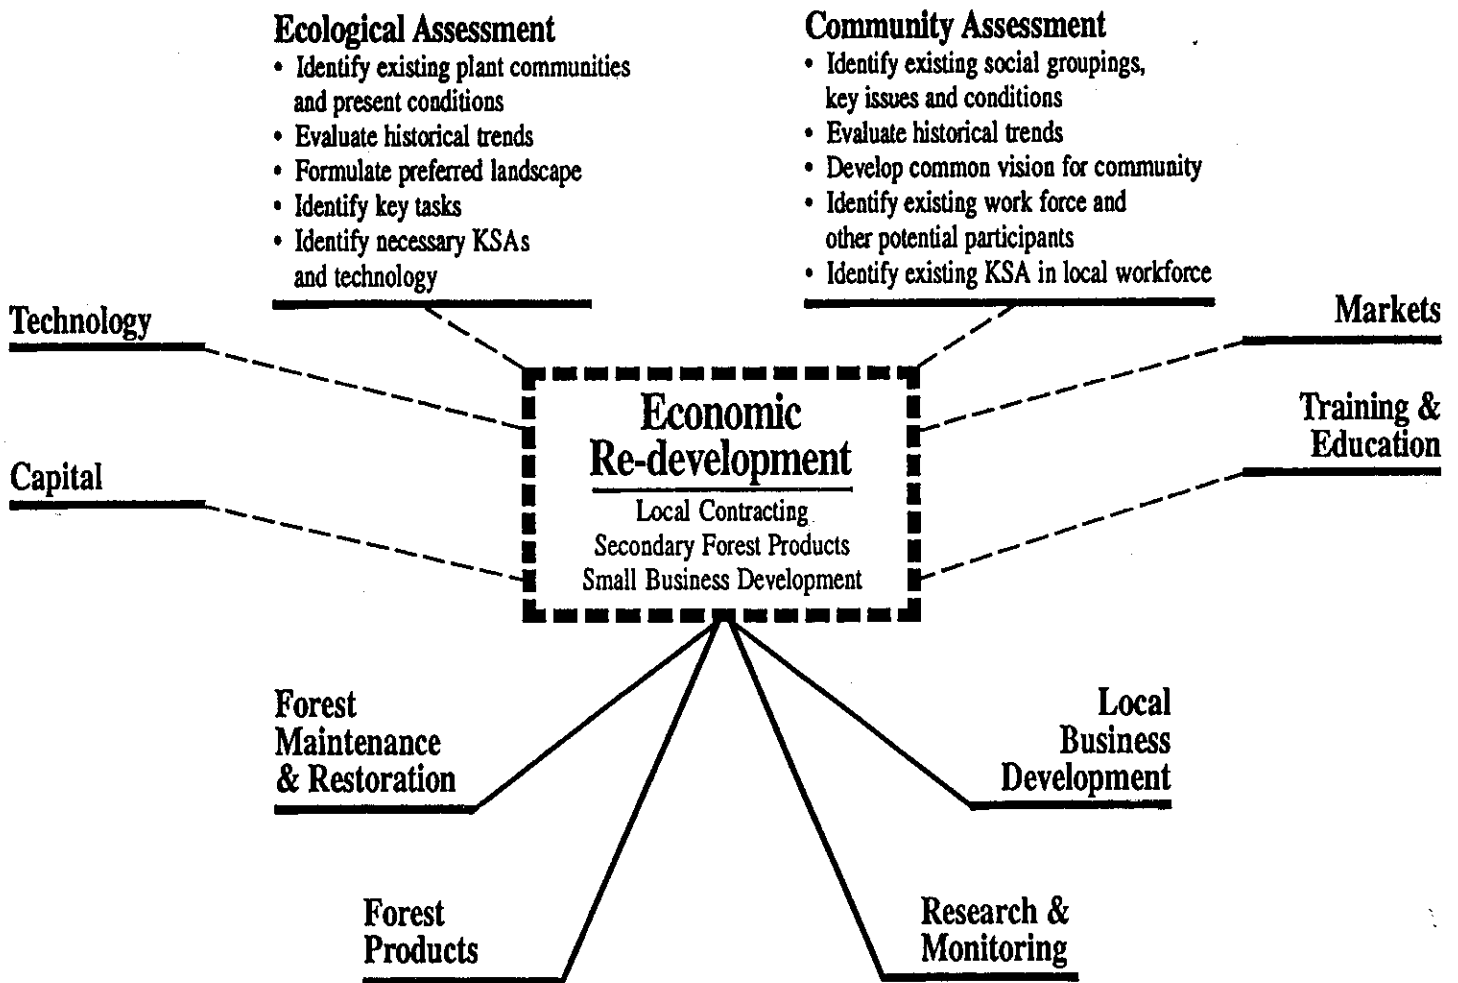 Ecological Assessment
• Identify existing plant communities
and present conditions
• Evaluate historical trends
• Formulate preferred landscape
• Identify key tasks
• Identify necessary KSAs
and technology
Community Assessment
• Identify existing social groupings,
key issues and conditions
• Evaluate historical trends
• Develop common vision for community
• Identify existing work force and
other potential participants
• Identify existing KSA in local workforce
Technology
Capital
Markets
Training &
Education
Economic
Re-development
Local Contracting
Secondary Forest Products
Small Business Development
Forest
Maintenance
& Restoration
Forest
Products
Local
Business
Development
Research &
Monitoring